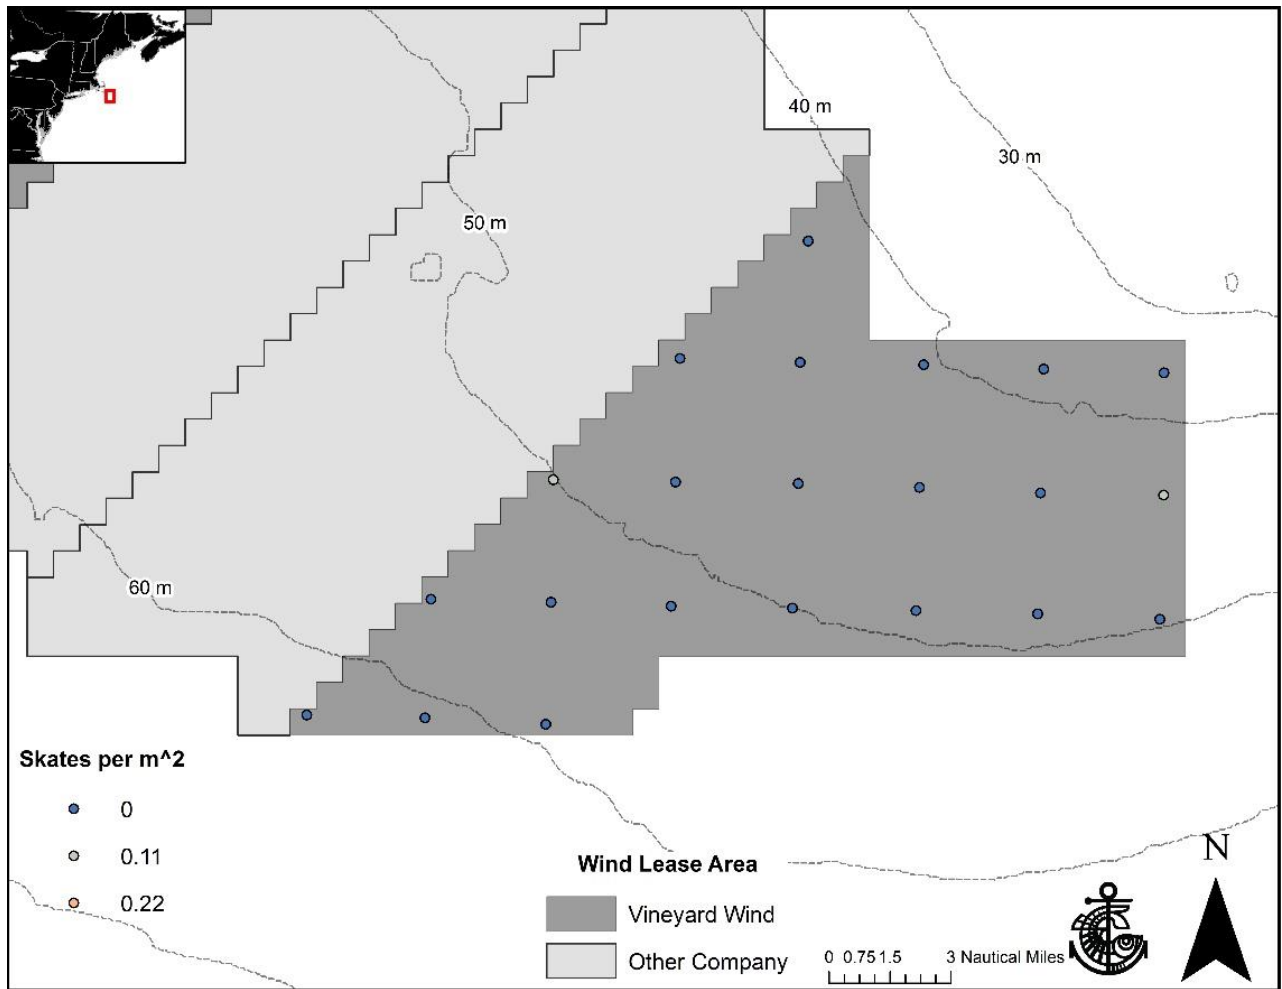 40 m
30 m
50 m
60 m
Skates per m^2
0
0.11
0.22
Wind Lease Area
Vineyard Wind
Other Company
0 0.75 1.5 3 Nautical Miles
N